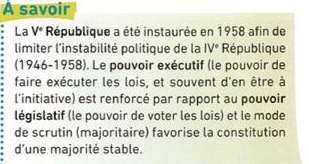 À savoir
La Vᵉ République a été instaurée en 1958 afin de
limiter l'instabilité politique de la IVᵉ République
(1946-1958). Le pouvoir exécutif (le pouvoir de
faire exécuter les lois, et souvent d'en être à
l'initiative) est renforcé par rapport au pouvoir
législatif (le pouvoir de voter les lois) et le mode
de scrutin (majoritaire) favorise la constitution
d'une majorité stable.